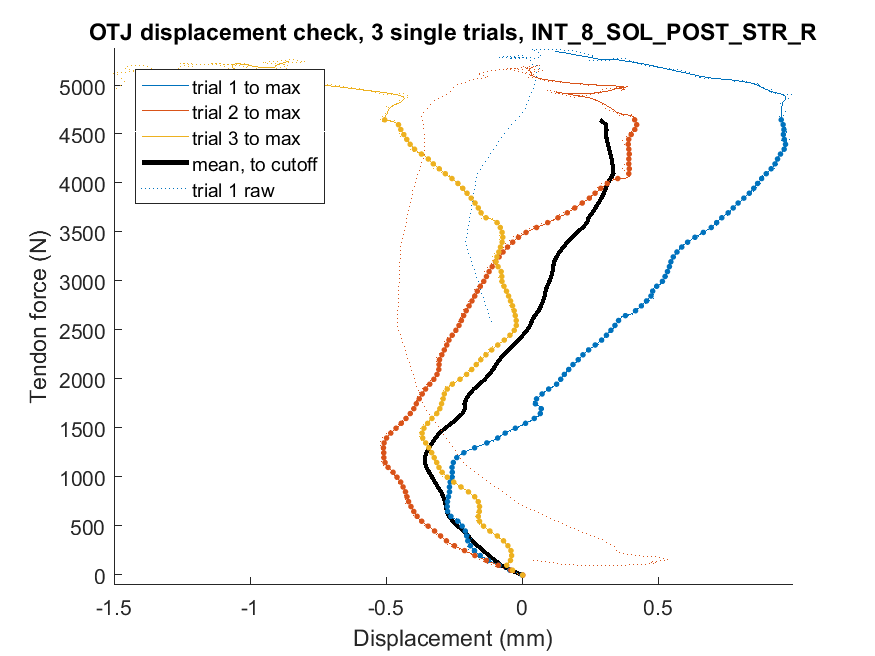 OTJ displacement check, 3 single trials, INT_8_SOL_POST_STR_R
trial 1 to max
trial 2 to max
trial 3 to max
mean, to cutoff
trial 1 raw
Tendon force (N)
5000
4500
4000
3500
3000
2500
2000
1500
1000
500
0
-1.5 -1 -0.5 0 0.5
Displacement (mm)